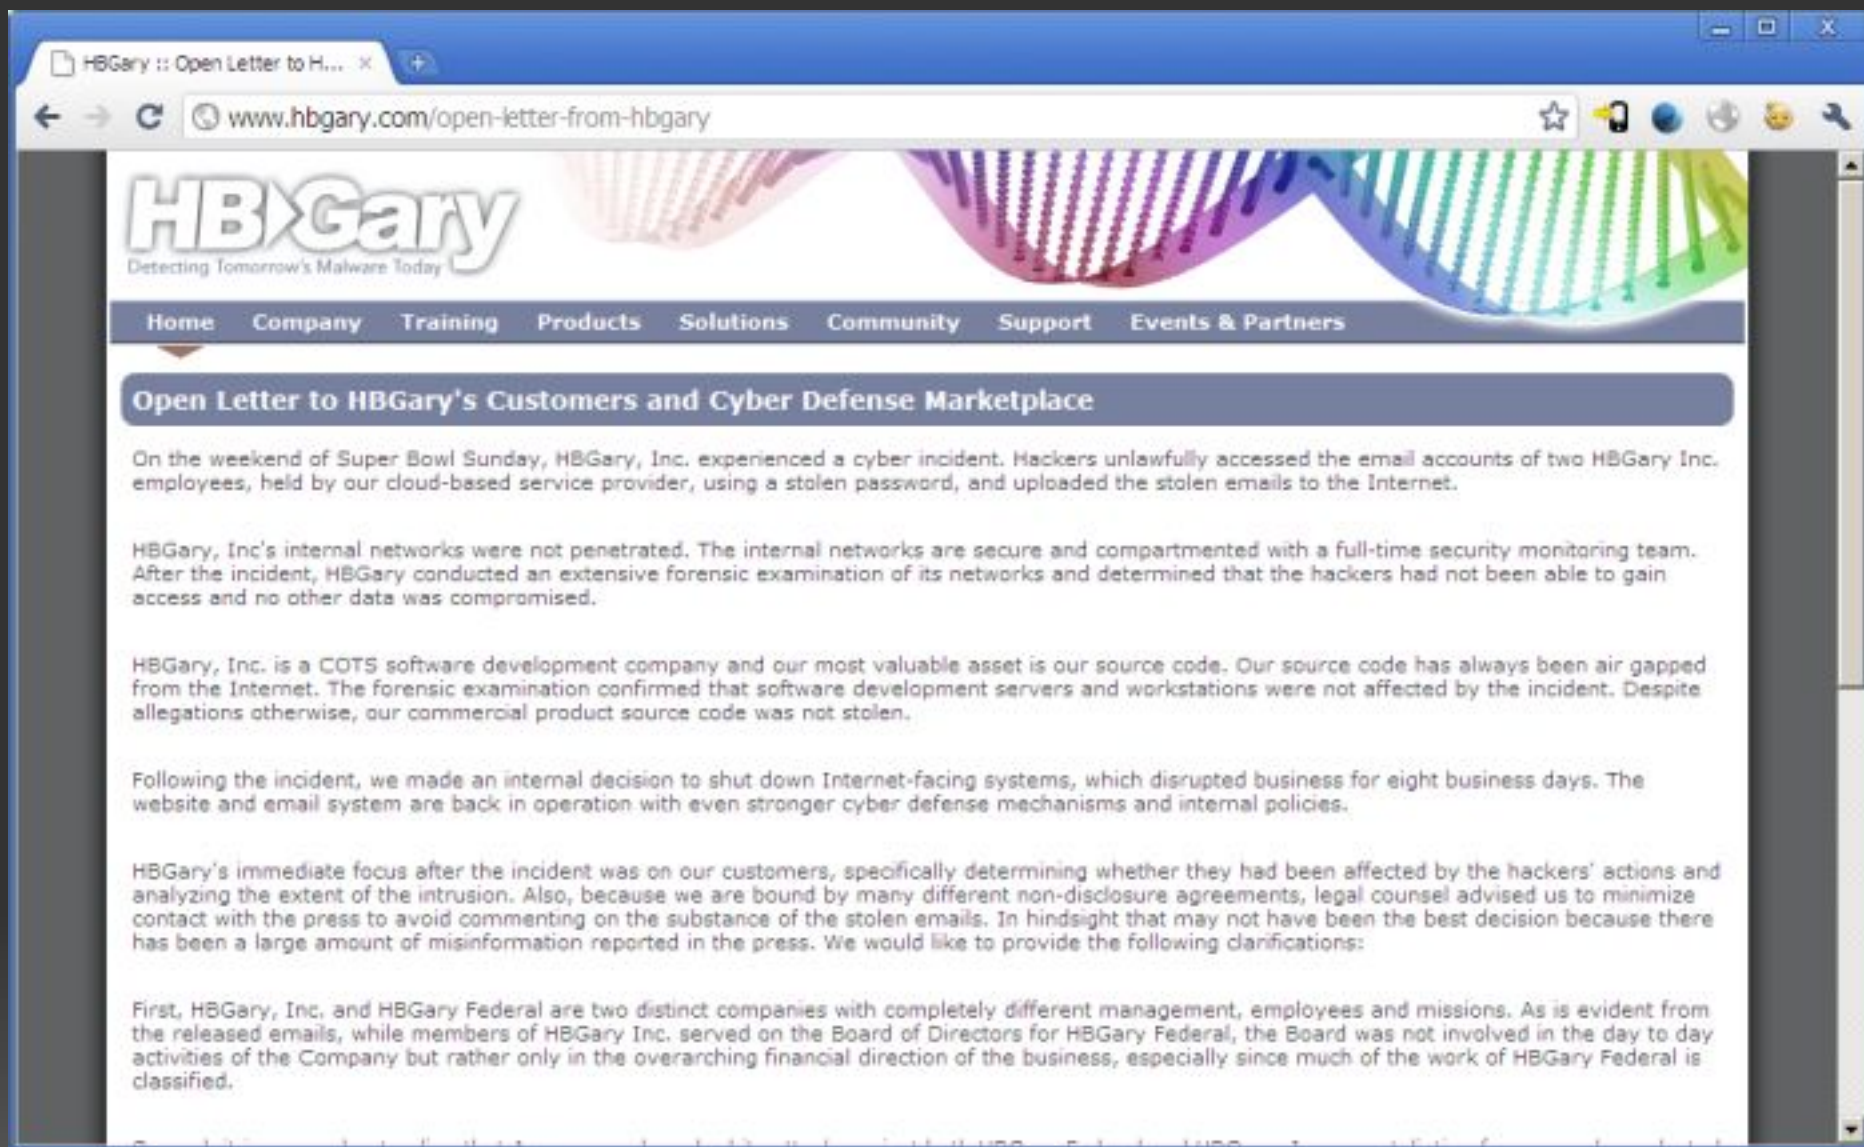 HBGary :: Open Letter to H...
www.hbgary.com/open-letter-from-hbgary
HBGary
Detecting Tomorrow's Malware Today
Home Company Training Products Solutions Community Support Events & Partners
Open Letter to HBGary's Customers and Cyber Defense Marketplace
On the weekend of Super Bowl Sunday, HBGary, Inc. experienced a cyber incident. Hackers unlawfully accessed the email accounts of two HBGary Inc.
employees, held by our cloud-based service provider, using a stolen password, and uploaded the stolen emails to the Internet.
HBGary, Inc's internal networks were not penetrated. The internal networks are secure and compartmented with a full-time security monitoring team.
After the incident, HBGary conducted an extensive forensic examination of its networks and determined that the hackers had not been able to gain
access and no other data was compromised.
HBGary, Inc. is a COTS software development company and our most valuable asset is our source code. Our source code has always been air gapped
from the Internet. The forensic examination confirmed that software development servers and workstations were not affected by the incident. Despite
allegations otherwise, our commercial product source code was not stolen.
Following the incident, we made an internal decision to shut down Internet-facing systems, which disrupted business for eight business days. The
website and email system are back in operation with even stronger cyber defense mechanisms and internal policies.
HBGary's immediate focus after the incident was on our customers, specifically determining whether they had been affected by the hackers' actions and
analyzing the extent of the intrusion. Also, because we are bound by many different non-disclosure agreements, legal counsel advised us to minimize
contact with the press to avoid commenting on the substance of the stolen emails. In hindsight that may not have been the best decision because there
has been a large amount of misinformation reported in the press. We would like to provide the following clarifications:
First, HBGary, Inc. and HBGary Federal are two distinct companies with completely different management, employees and missions. As is evident from
the released emails, while members of HBGary Inc. served on the Board of Directors for HBGary Federal, the Board was not involved in the day to day
activities of the Company but rather only in the overarching financial direction of the business, especially since much of the work of HBGary Federal is
classified.